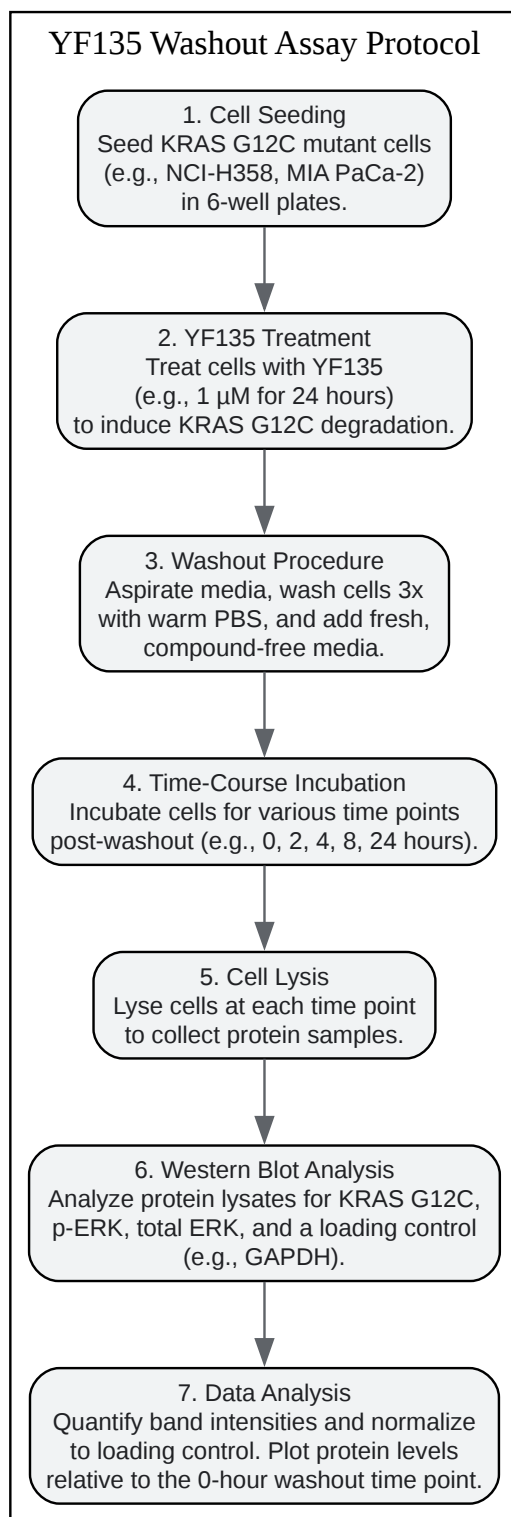 YF135 Washout Assay Protocol
1. Cell Seeding
Seed KRAS G12C mutant cells
(e.g., NCI-H358, MIA PaCa-2)
in 6-well plates.
2. YF135 Treatment
Treat cells with YF135
(e.g., 1 µM for 24 hours)
to induce KRAS G12C degradation.
3. Washout Procedure
Aspirate media, wash cells 3x
with warm PBS, and add fresh,
compound-free media.
4. Time-Course Incubation
Incubate cells for various time points
post-washout (e.g., 0, 2, 4, 8, 24 hours).
5. Cell Lysis
Lyse cells at each time point
to collect protein samples.
6. Western Blot Analysis
Analyze protein lysates for KRAS G12C,
p-ERK, total ERK, and a loading control
(e.g., GAPDH).
7. Data Analysis
Quantify band intensities and normalize
to loading control. Plot protein levels
relative to the 0-hour washout time point.